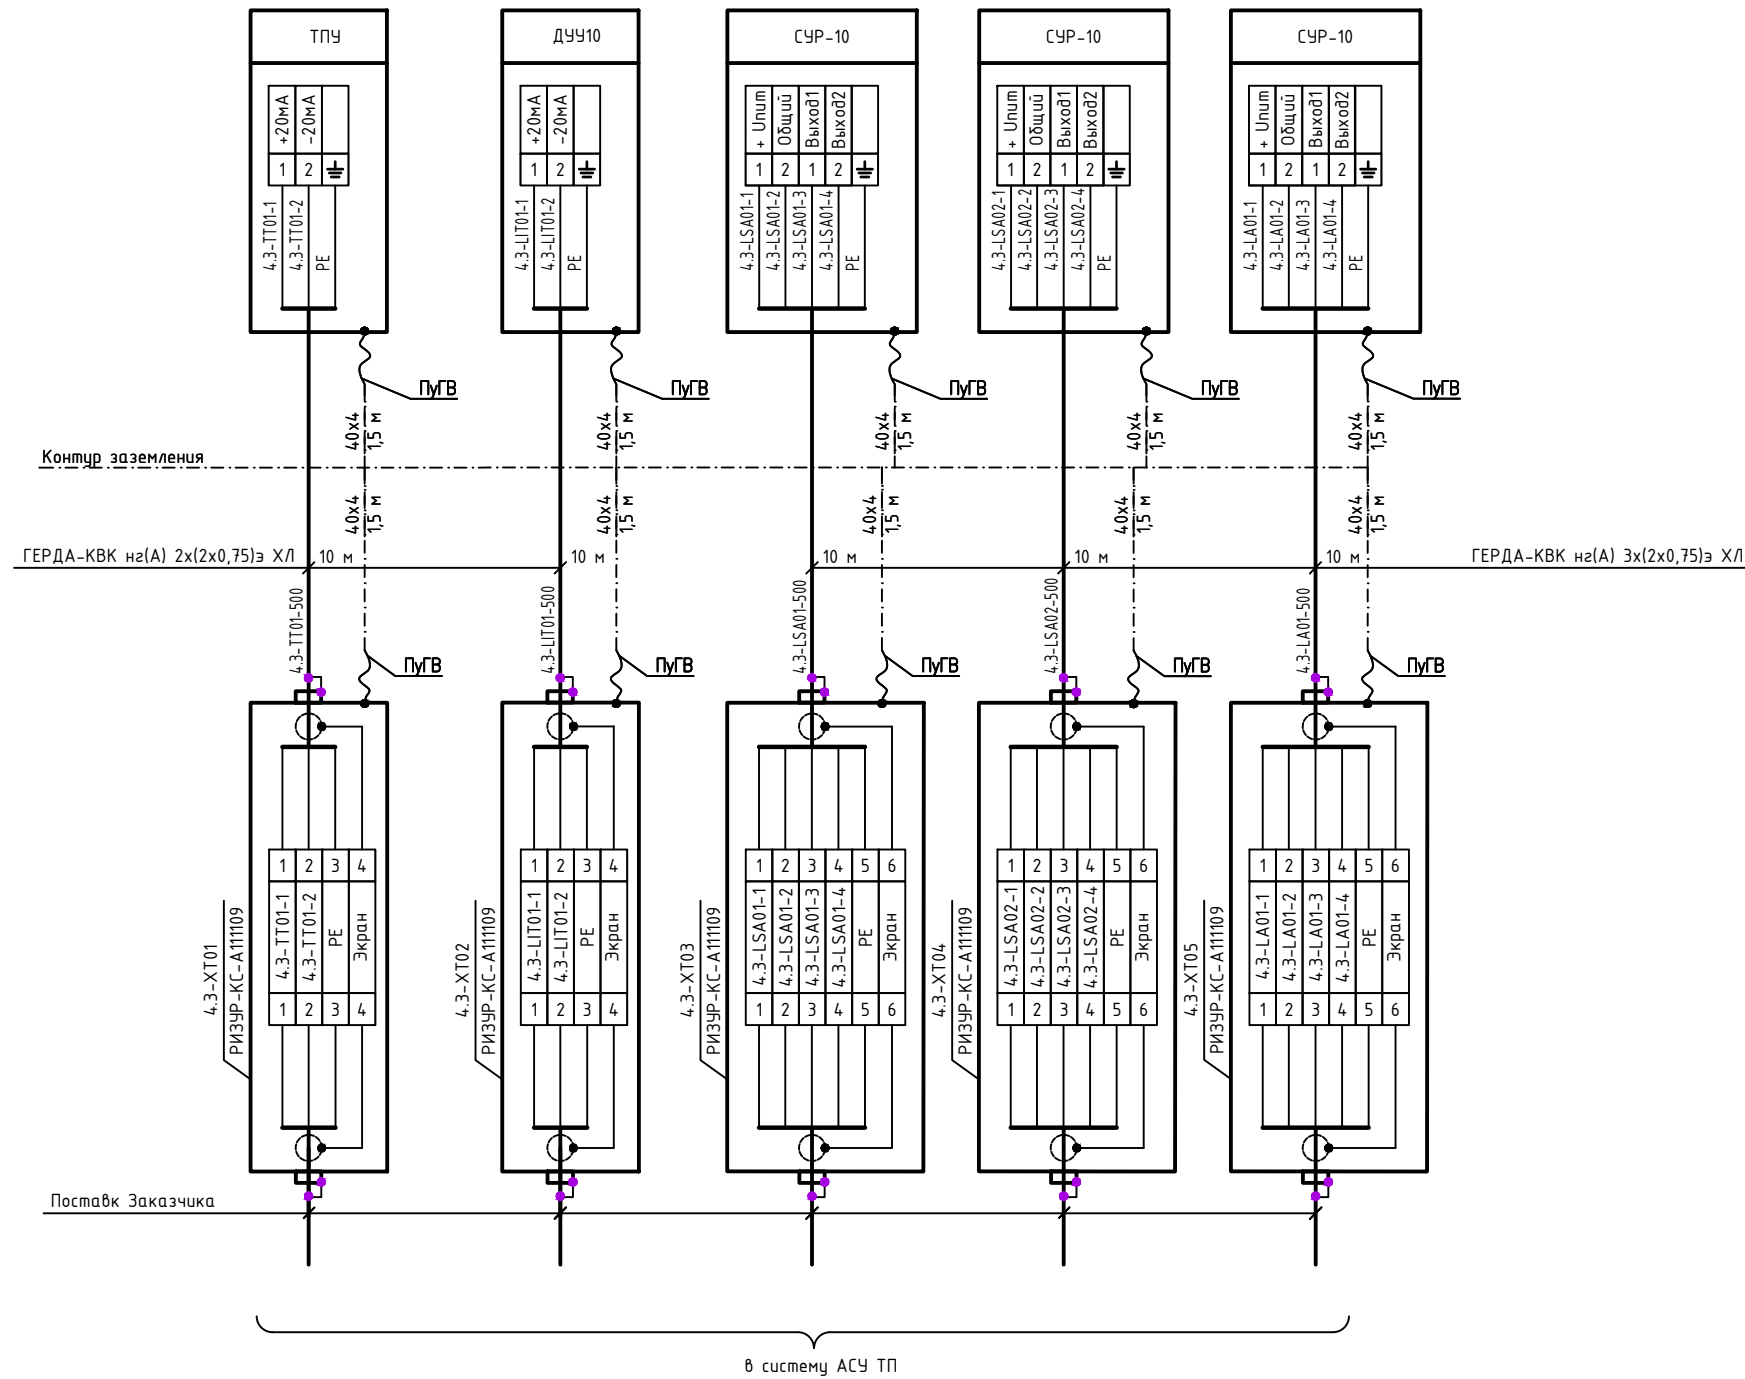 ТПУ
ДУУ10
СУР-10
СУР-10
СУР-10
+20мА
-20мА
1
2
4.3-TT01-1
4.3-TT01-2
PE
+20мА
-20мА
1
2
4.3-LIT01-1
4.3-LIT01-2
PE
+ Uпит
Общий
Выход1
Выход2
1
2
1
2
4.3-LSA01-1
4.3-LSA01-2
4.3-LSA01-3
4.3-LSA01-4
PE
+ Uпит
Общий
Выход1
Выход2
1
2
1
2
4.3-LSA02-1
4.3-LSA02-2
4.3-LSA02-3
4.3-LSA02-4
PE
+ Uпит
Общий
Выход1
Выход2
1
2
1
2
4.3-LA01-1
4.3-LA01-2
4.3-LA01-3
4.3-LA01-4
PE
ПуГВ
ПуГВ
ПуГВ
ПуГВ
ПуГВ
40х4
1,5 м
40х4
1,5 м
40х4
1,5 м
40х4
1,5 м
40х4
1,5 м
Контур заземления
40х4
1,5 м
40х4
1,5 м
40х4
1,5 м
40х4
1,5 м
40х4
1,5 м
ГЕРДА-КВК нг(А) 2х(2х0,75)э ХЛ
10 м
10 м
10 м
10 м
10 м
ГЕРДА-КВК нг(А) 3х(2х0,75)э ХЛ
4.3-TT01-500
4.3-LIT01-500
4.3-LSA01-500
4.3-LSA02-500
4.3-LA01-500
ПуГВ
ПуГВ
ПуГВ
ПуГВ
ПуГВ
4.3-XT01
РИЗУР-КС-А111109
1
2
3
4
4.3-TT01-1
4.3-TT01-2
PE
Экран
1
2
3
4
4.3-XT02
РИЗУР-КС-А111109
1
2
3
4
4.3-LIT01-1
4.3-LIT01-2
PE
Экран
1
2
3
4
4.3-XT03
РИЗУР-КС-А111109
1
2
3
4
5
6
4.3-LSA01-1
4.3-LSA01-2
4.3-LSA01-3
4.3-LSA01-4
PE
Экран
1
2
3
4
5
6
4.3-XT04
РИЗУР-КС-А111109
1
2
3
4
5
6
4.3-LSA02-1
4.3-LSA02-2
4.3-LSA02-3
4.3-LSA02-4
PE
Экран
1
2
3
4
5
6
4.3-XT05
РИЗУР-КС-А111109
1
2
3
4
5
6
4.3-LA01-1
4.3-LA01-2
4.3-LA01-3
4.3-LA01-4
PE
Экран
1
2
3
4
5
6
Поставк Заказчика
в систему АСУ ТП